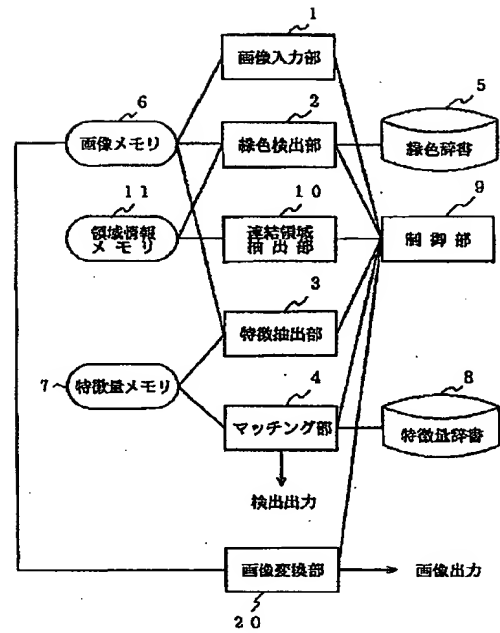 1
画像入力部
6
画像メモリ
2
緑色検出部
5
緑色辞書
11
領域情報
メモリ
10
連結領域
抽出部
9
制御部
3
特徴抽出部
7
特徴量メモリ
4
マッチング部
8
特徴量辞書
検出出力
画像変換部
画像出力
20